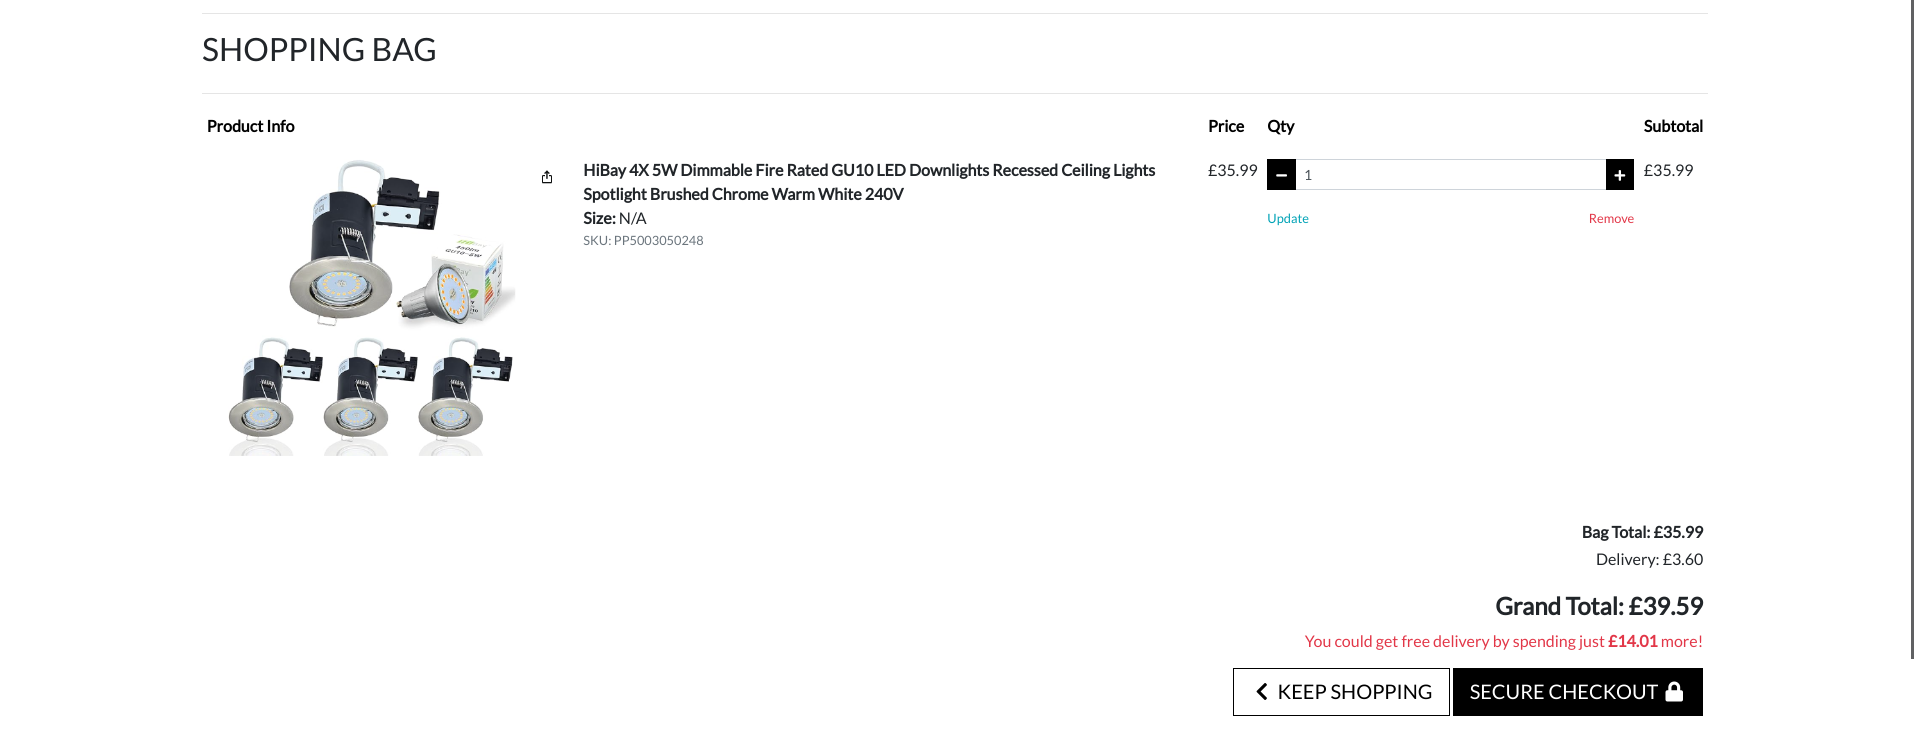 SHOPPING BAG
Product Info
Price
Qty
Subtotal
HiBay 4X 5W Dimmable Fire Rated GU10 LED Downlights Recessed Ceiling Lights
Spotlight Brushed Chrome Warm White 240V
Size: N/A
SKU: PP5003050248
£35.99
1
£35.99
Update
Remove
Bag Total: £35.99
Delivery: £3.60
Grand Total: £39.59
You could get free delivery by spending just £14.01 more!
KEEP SHOPPING
SECURE CHECKOUT